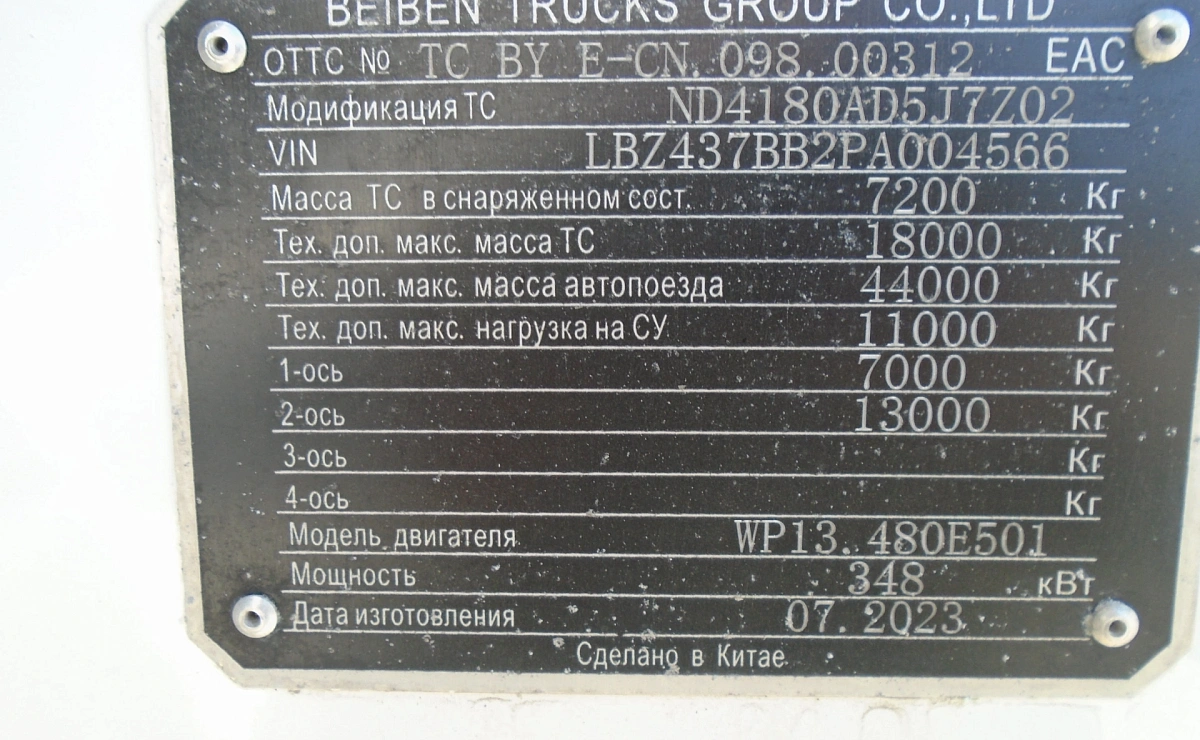 BEIBEN TRUCKS GROUP CO.,LTD
ОТТС № TC BY E-CN.098.00312 EAC
Модификация ТС ND4180AD5J7Z02
VIN LBZ437BB2PA004566
Масса ТС в снаряженном сост. 7200 Кг
Тех. доп. макс. масса ТС 18000 Кг
Тех. доп. макс. масса автопоезда 44000 Кг
Тех. доп. макс. нагрузка на СУ 11000 Кг
1-ось 7000 Кг
2-ось 13000 Кг
3-ось Кг
4-ось Кг
Модель двигателя WP13.480E501
Мощность 348 кВт
Дата изготовления 07.2023
Сделано в Китае